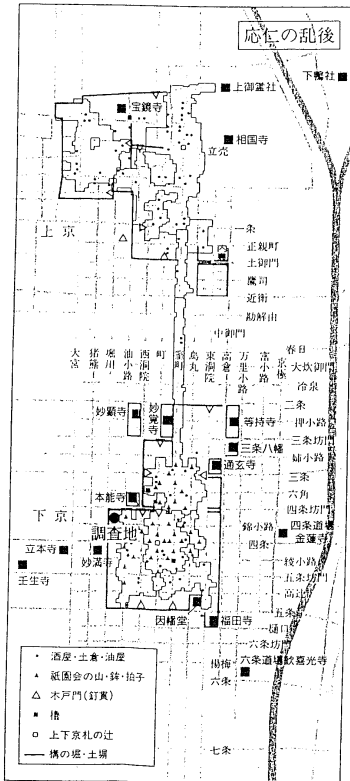 応仁の乱後
下鴨社
上御霊社
宝鏡寺
相国寺
立売
上京
一条
正親町
土御門
鷹司
近衛
勘解由
中御門
春日
大炊御門
冷泉
二条
押小路
三条坊門
姉小路
三条
六角
四条坊門
錦小路
四条
綾小路
五条坊門
高辻
五条
樋口
六条坊門
楊梅
六条
七条
大宮
猪熊
堀川
油小路
西洞院
町
室町
烏丸
東洞院
高倉
万里小路
富小路
京極
妙顕寺
妙覚寺
等持寺
三条八幡
通玄寺
本能寺
下京
調査地
四条道場
金蓮寺
立本寺
妙満寺
壬生寺
因幡堂
福田寺
六条道場歓喜光寺
・ 酒屋・土倉・油屋
▲ 祇園会の山・鉾・拍子
△ 木戸門(釘貫)
■ 櫓
□ 上下京札の辻
― 構の堀・土塀